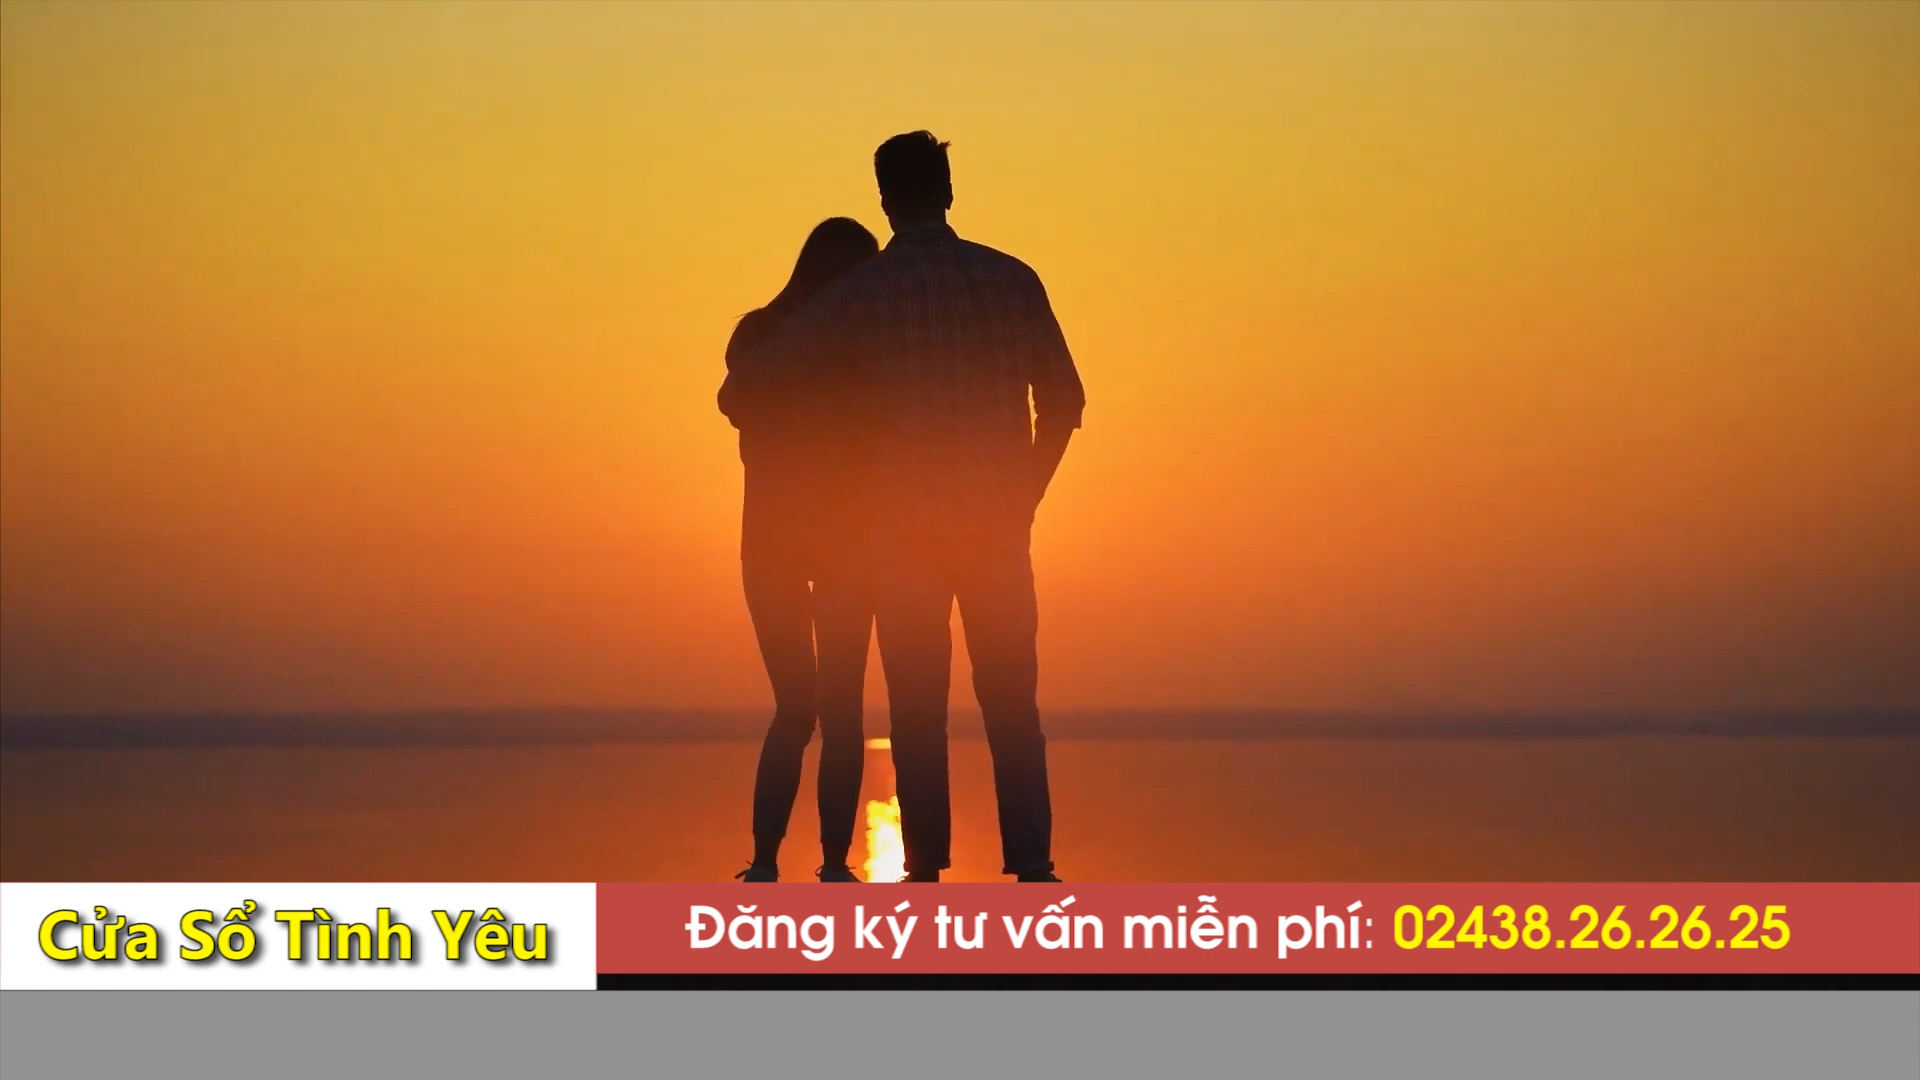 Cửa Sổ Tình Yêu
Đăng ký tư vấn miễn phí: 02438.26.26.25